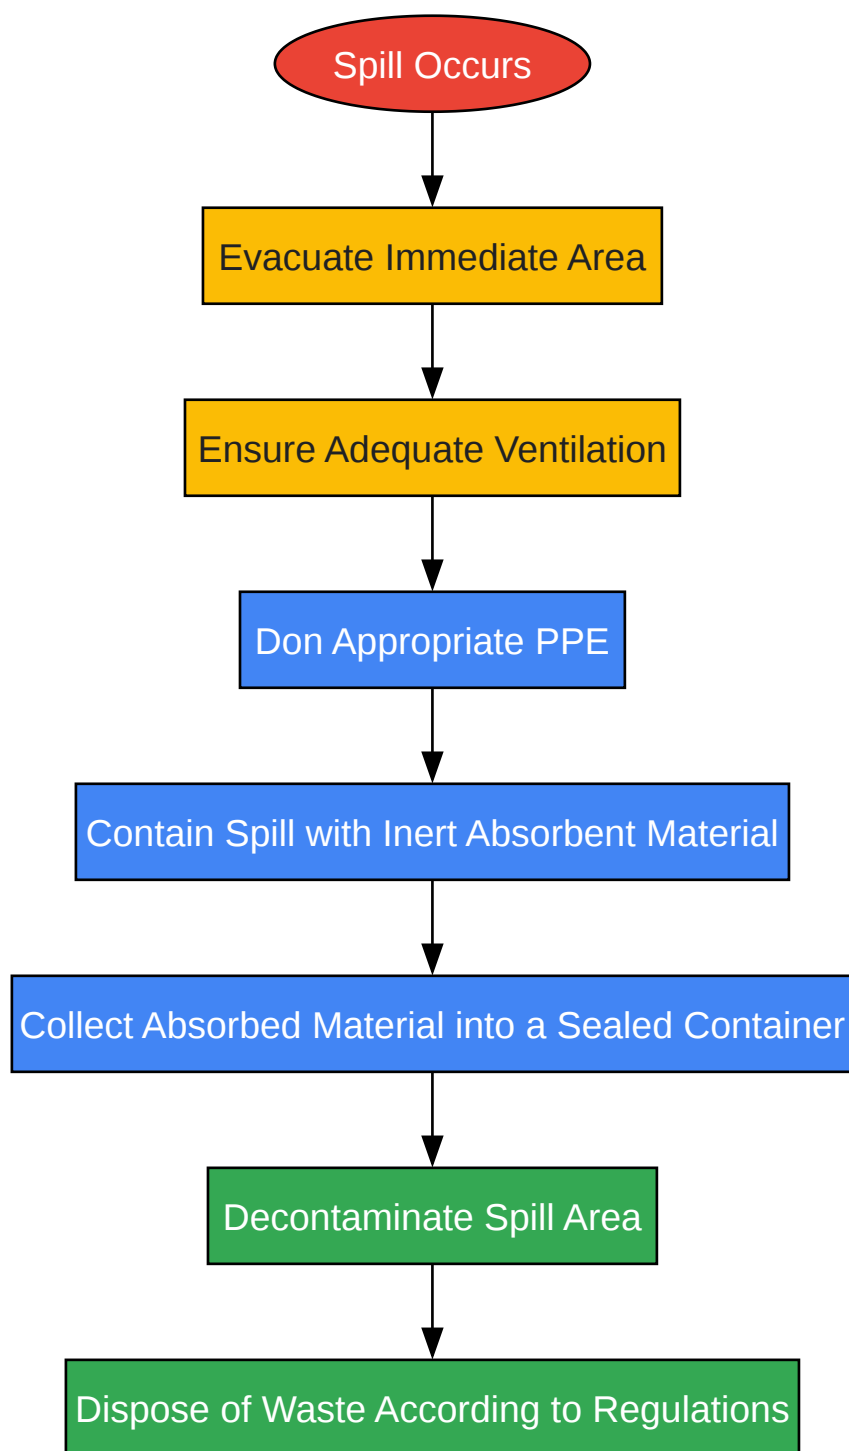 Spill Occurs
Evacuate Immediate Area
Ensure Adequate Ventilation
Don Appropriate PPE
Contain Spill with Inert Absorbent Material
Collect Absorbed Material into a Sealed Container
Decontaminate Spill Area
Dispose of Waste According to Regulations